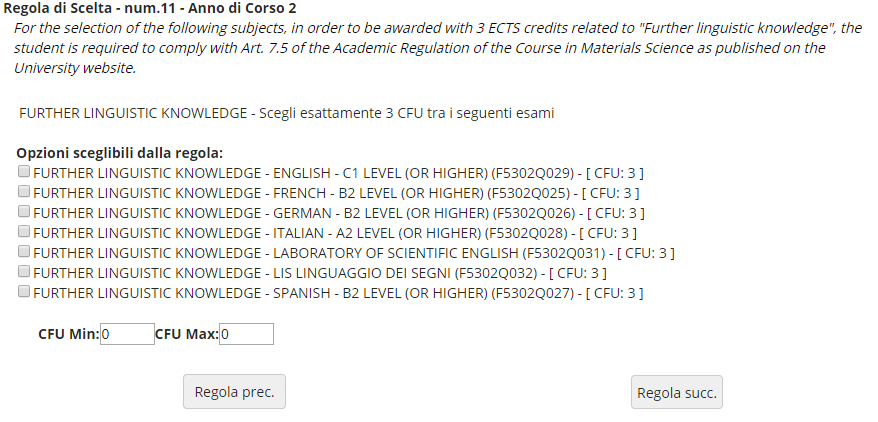 Regola di Scelta - num.11 - Anno di Corso 2
For the selection of the following subjects, in order to be awarded with 3 ECTS credits related to "Further linguistic knowledge", the
student is required to comply with Art. 7.5 of the Academic Regulation of the Course in Materials Science as published on the
University website.
FURTHER LINGUISTIC KNOWLEDGE - Scegli esattamente 3 CFU tra i seguenti esami
Opzioni sceglibili dalla regola:
FURTHER LINGUISTIC KNOWLEDGE - ENGLISH - C1 LEVEL (OR HIGHER) (F5302Q029) - [ CFU: 3 ]
FURTHER LINGUISTIC KNOWLEDGE - FRENCH - B2 LEVEL (OR HIGHER) (F5302Q025) - [ CFU: 3 ]
FURTHER LINGUISTIC KNOWLEDGE - GERMAN - B2 LEVEL (OR HIGHER) (F5302Q026) - [ CFU: 3 ]
FURTHER LINGUISTIC KNOWLEDGE - ITALIAN - A2 LEVEL (OR HIGHER) (F5302Q028) - [ CFU: 3 ]
FURTHER LINGUISTIC KNOWLEDGE - LABORATORY OF SCIENTIFIC ENGLISH (F5302Q031) - [ CFU: 3 ]
FURTHER LINGUISTIC KNOWLEDGE - LIS LINGUAGGIO DEI SEGNI (F5302Q032) - [ CFU: 3 ]
FURTHER LINGUISTIC KNOWLEDGE - SPANISH - B2 LEVEL (OR HIGHER) (F5302Q027) - [ CFU: 3 ]
CFU Min: 0 CFU Max: 0
Regola prec. Regola succ.